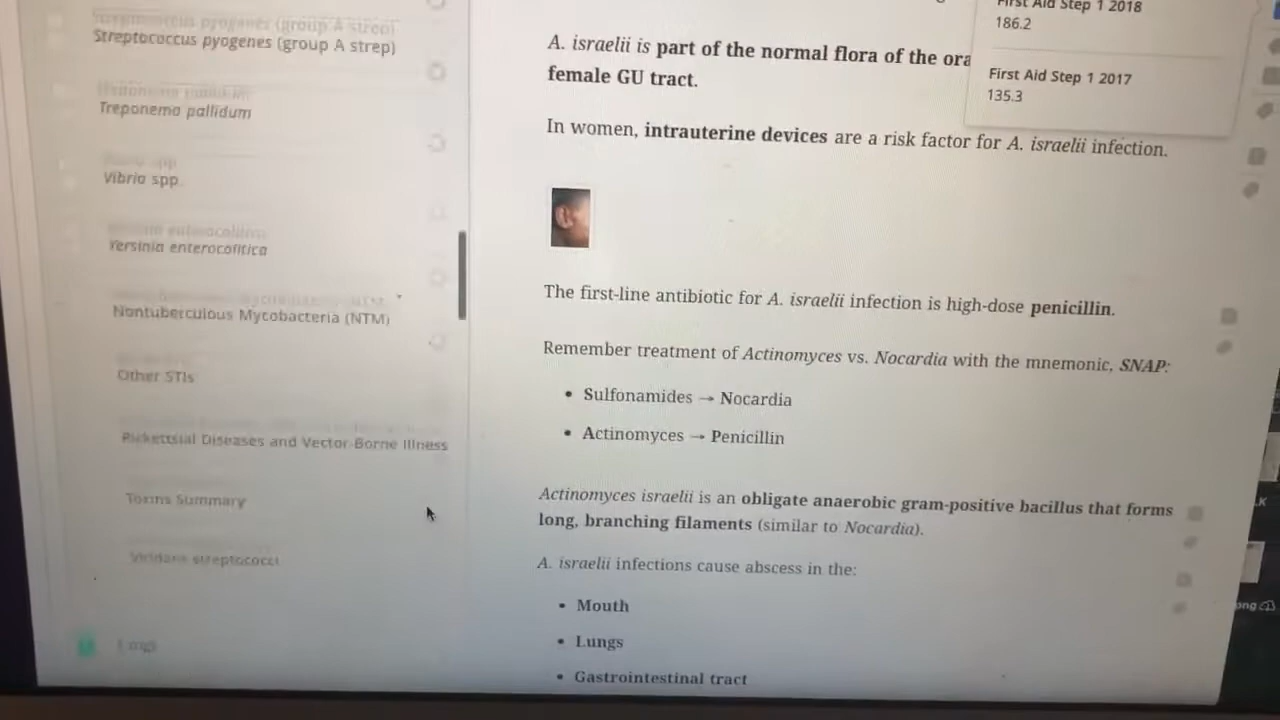 Streptococcus pyogenes (group A strep)
Treponema pallidum
Vibrio spp.
Yersinia enterocolitica
Nontuberculous Mycobacteria (NTM)
Other STIs
Rickettsial Diseases and Vector-Borne Illness
Toxins Summary
Viridans streptococci
First Aid Step 1 2018
186.2
First Aid Step 1 2017
135.3
A. israelii is part of the normal flora of the
female GU tract.
In women, intrauterine devices are a risk factor for A. israelii infection.
The first-line antibiotic for A. israelii infection is high-dose penicillin.
Remember treatment of Actinomyces vs. Nocardia with the mnemonic, SNAP:
• Sulfonamides → Nocardia
• Actinomyces → Penicillin
Actinomyces israelii is an obligate anaerobic gram-positive bacillus that forms
long, branching filaments (similar to Nocardia).
A. israelii infections cause abscess in the:
• Mouth
• Lungs
• Gastrointestinal tract